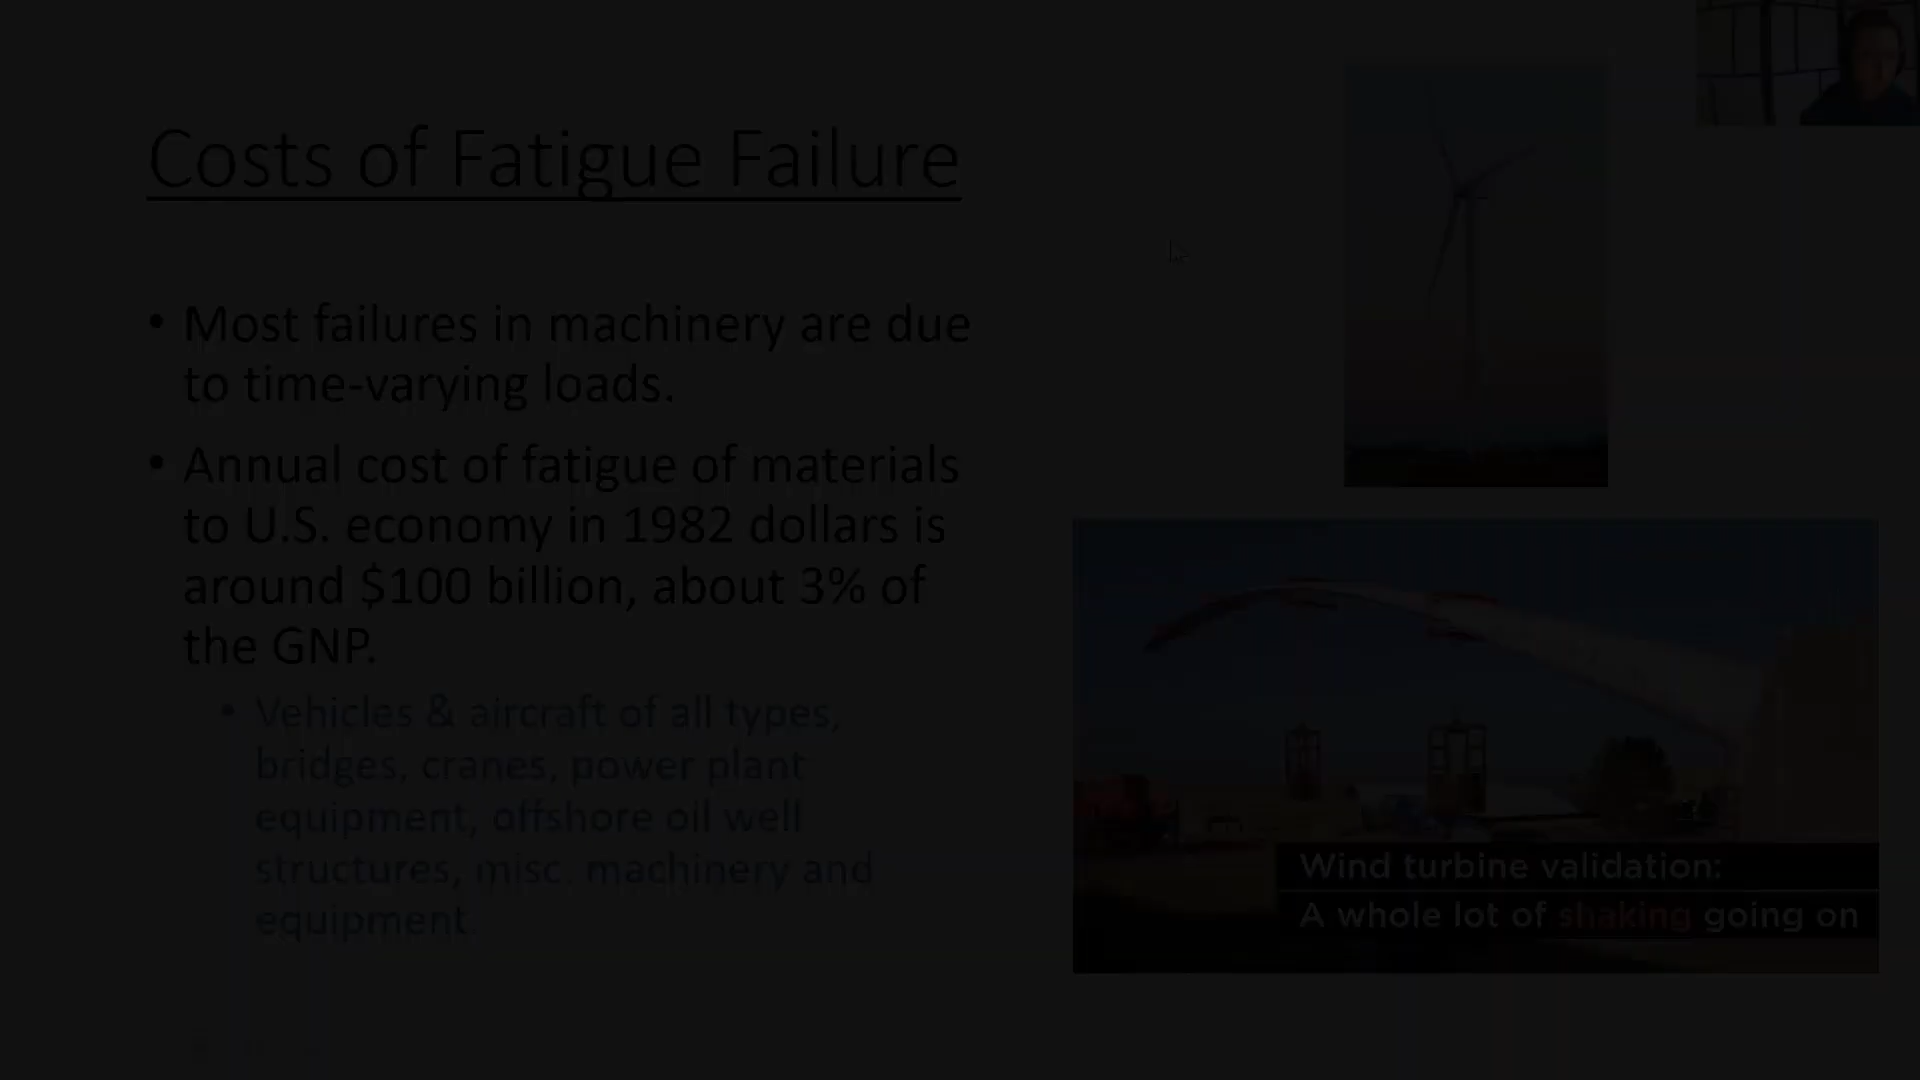 Costs of Fatigue Failure
• Most failures in machinery are due
to time-varying loads.
• Annual cost of fatigue of materials
to U.S. economy in 1982 dollars is
around $100 billion, about 3% of
the GNP.
• Vehicles & aircraft of all types,
bridges, cranes, power plant
equipment, offshore oil well
structures, misc. machinery and
equipment.
Wind turbine validation:
A whole lot of shaking going on